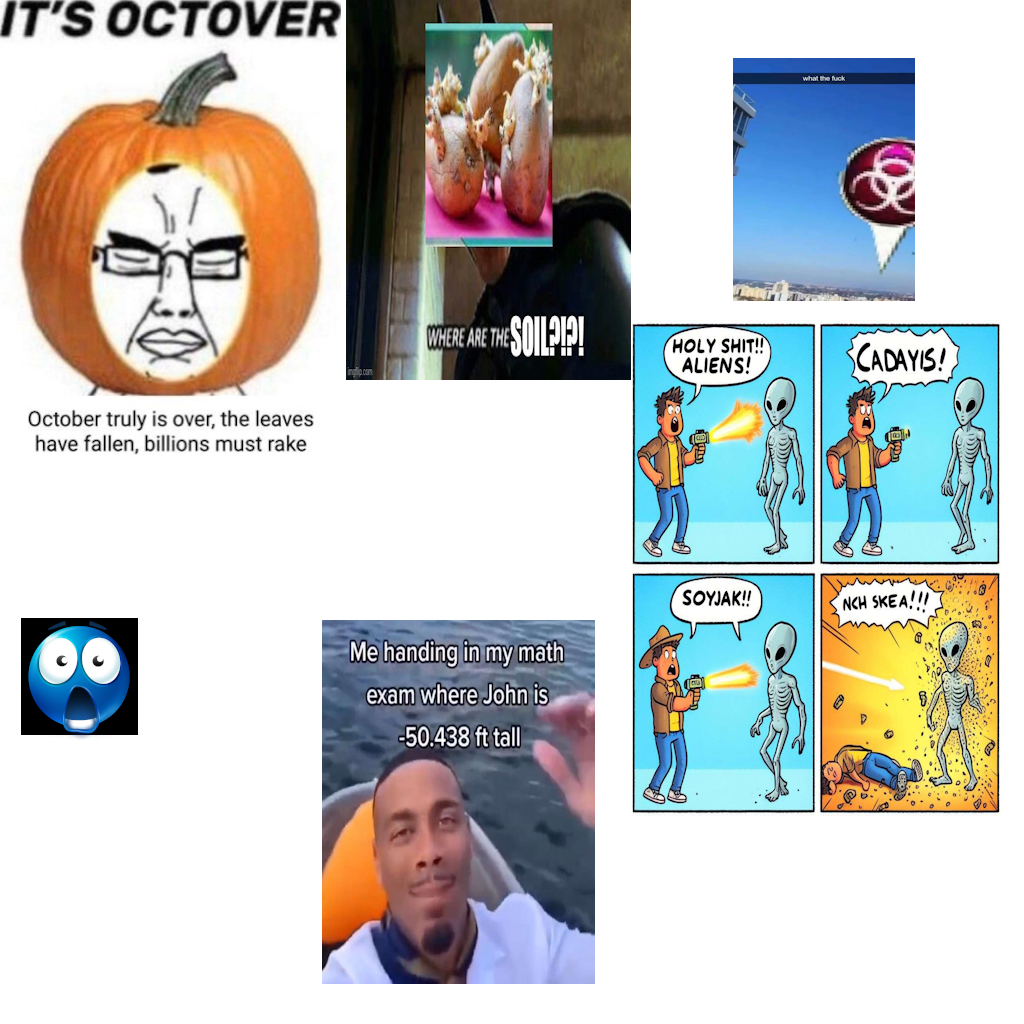 IT'S OCTOVER
October truly is over, the leaves
have fallen, billions must rake
WHERE ARE THE SOIL?!?!
imgflip.com
what the fuck
HOLY SHIT!!
ALIENS!
CADAYIS!
SOYJAK!!
NCH SKEA!!!
Me handing in my math
exam where John is
-50.438 ft tall